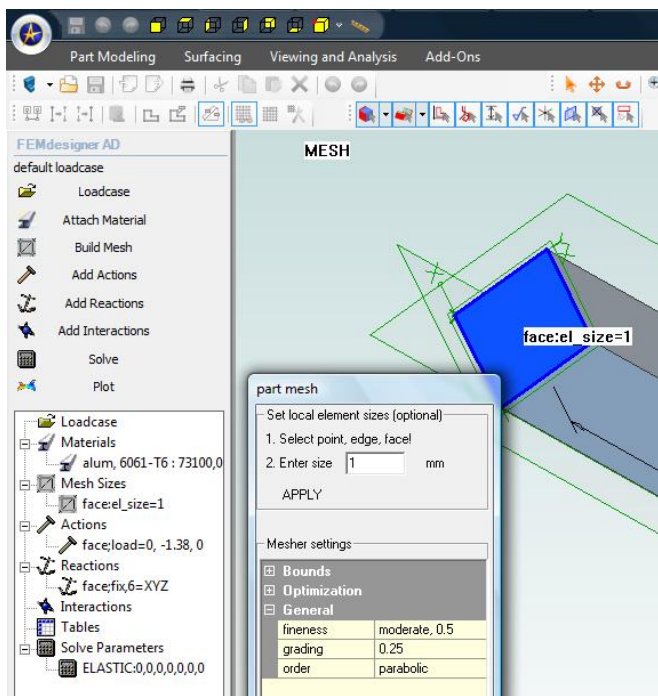 Part Modeling Surfacing Viewing and Analysis Add-Ons
FEMdesigner AD
default loadcase
Loadcase
Attach Material
Build Mesh
Add Actions
Add Reactions
Add Interactions
Solve
Plot
Loadcase
Materials
alum, 6061-T6 : 73100,0
Mesh Sizes
face:el_size=1
Actions
face;load=0, -1.38, 0
Reactions
face;fix,6=XYZ
Interactions
Tables
Solve Parameters
ELASTIC:0,0,0,0,0,0,0
MESH
face:el_size=1
part mesh
Set local element sizes (optional)
1. Select point, edge, face!
2. Enter size 1 mm
APPLY
Mesher settings
Bounds
Optimization
General
fineness moderate, 0.5
grading 0.25
order parabolic